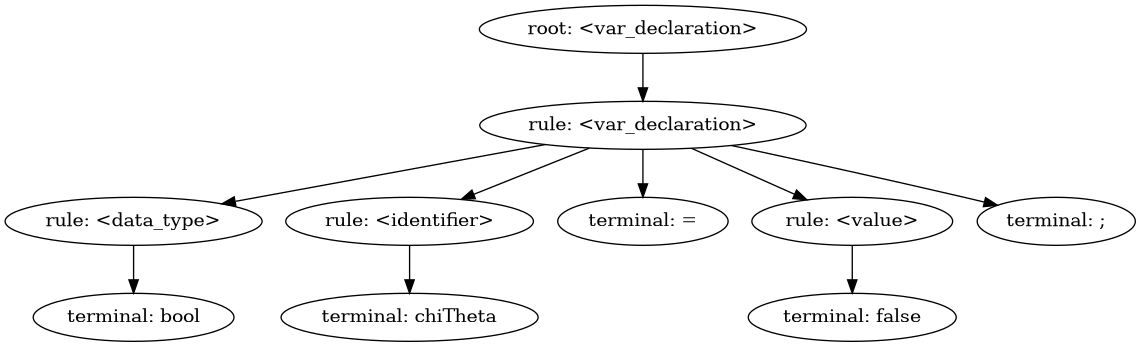 root: <var_declaration>
rule: <var_declaration>
rule: <data_type>
rule: <identifier>
terminal: =
rule: <value>
terminal: ;
terminal: bool
terminal: chiTheta
terminal: false